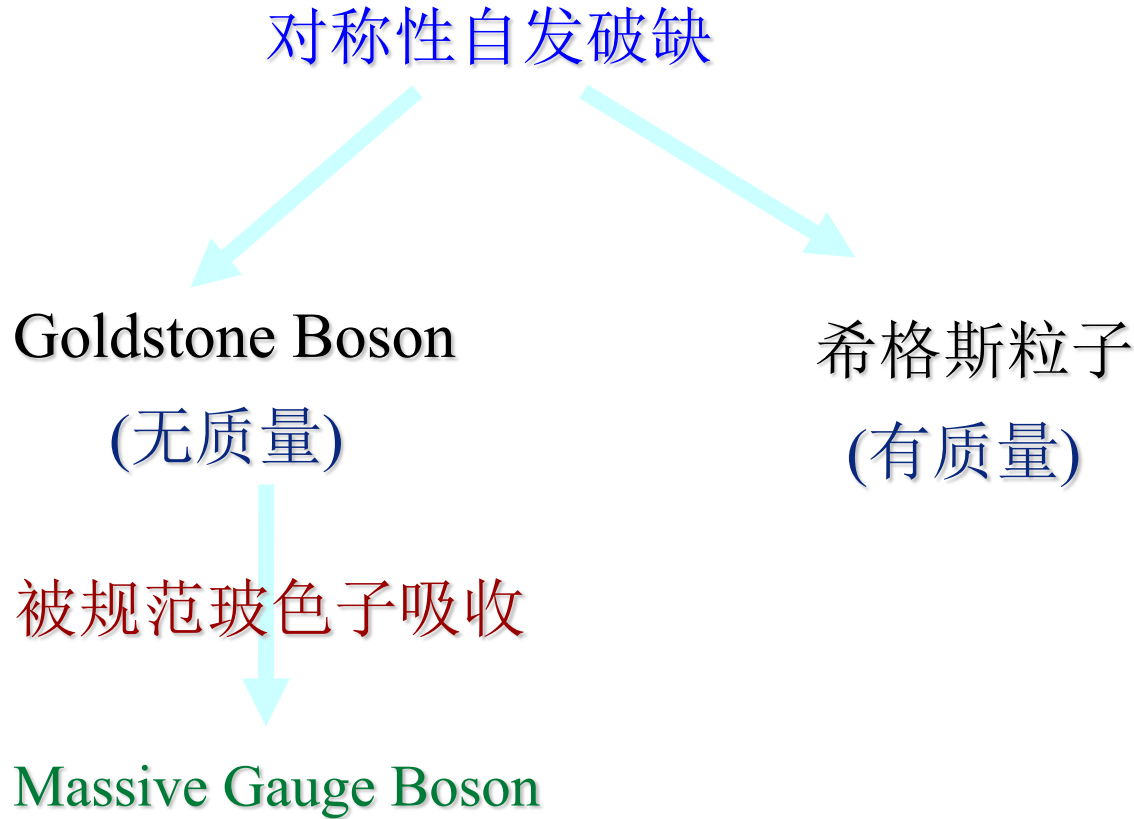 对称性自发破缺
Goldstone Boson
希格斯粒子
(无质量)
(有质量)
被规范玻色子吸收
Massive Gauge Boson